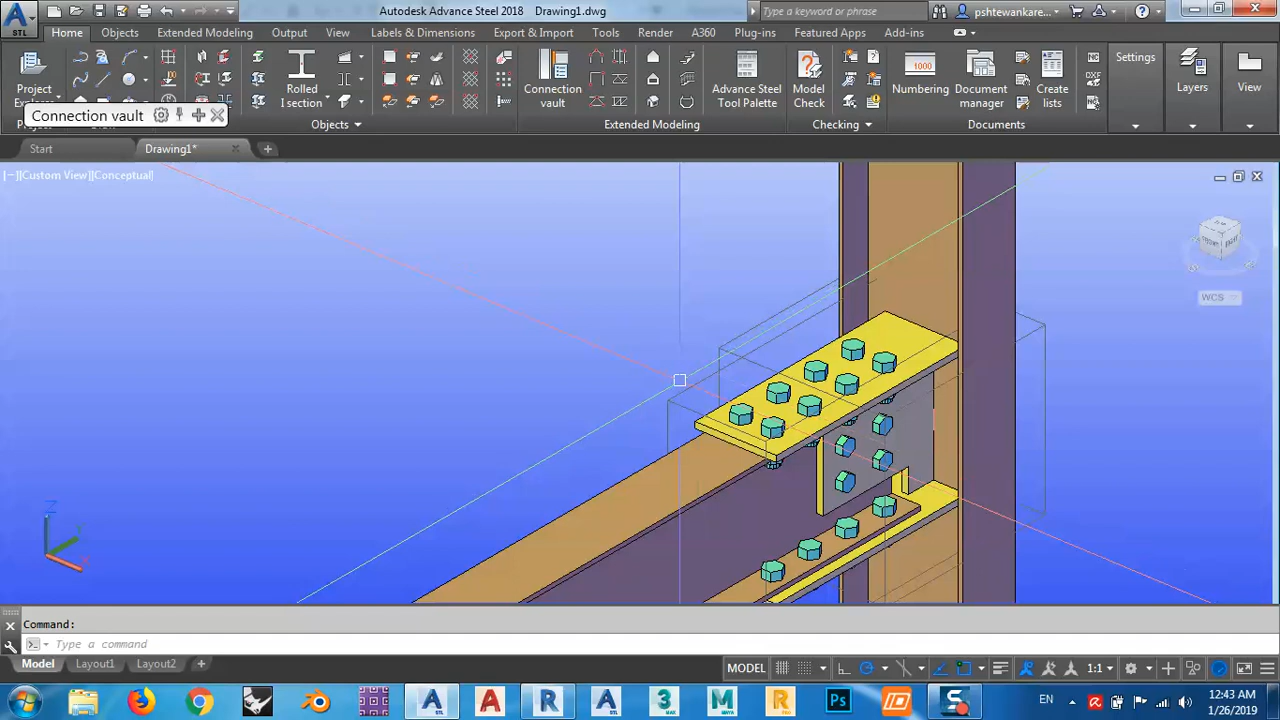 Autodesk Advance Steel 2018 Drawing1.dwg
Type a keyword or phrase
pshtewankare...
STL
Home Objects Extended Modeling Output View Labels & Dimensions Export & Import Tools Render A360 Plug-ins Featured Apps Add-ins
Project
Rolled
I section
Connection
vault
Advance Steel
Tool Palette
Model
Check
1000
Numbering
Document
manager
Create
lists
DXF
Settings
Layers
View
Connection vault
Objects
Extended Modeling
Checking
Documents
Start
Drawing1*
[−][Custom View][Conceptual]
WCS
Z
Command:
Type a command
Model Layout1 Layout2
MODEL
1:1
EN
12:43 AM
1/26/2019